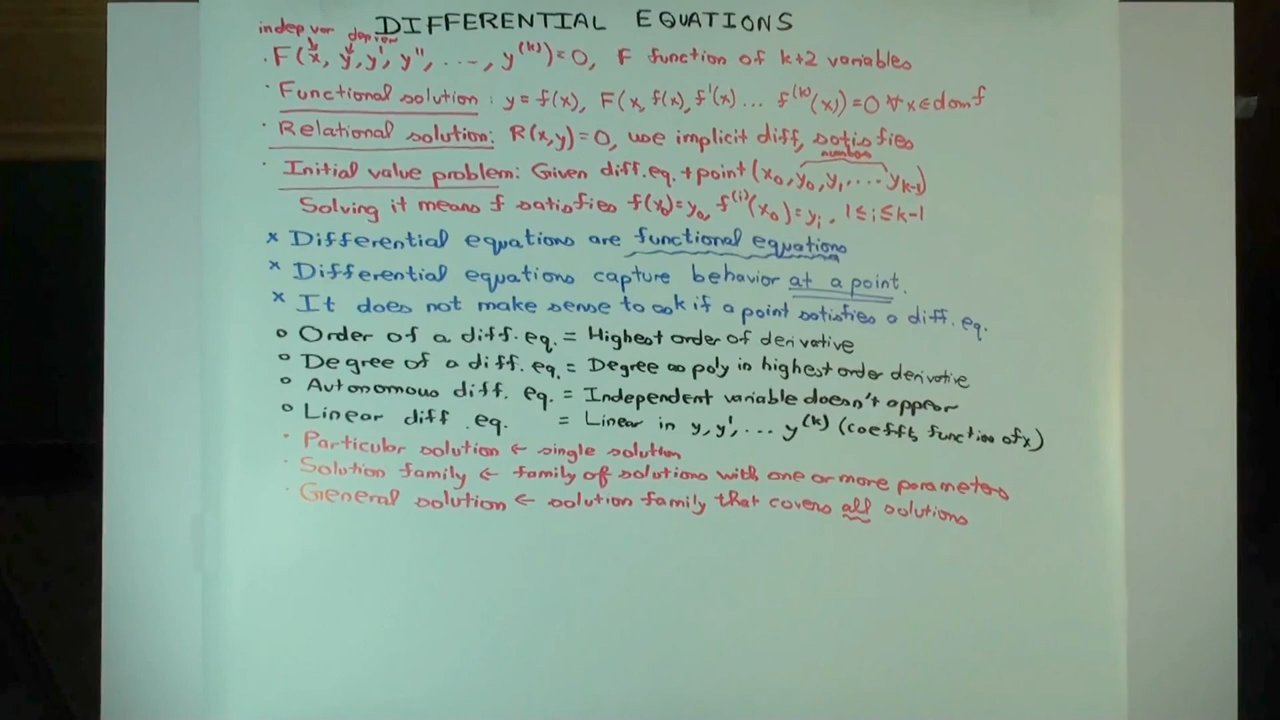 DIFFERENTIAL EQUATIONS
indep var dep var
· F(x, y, y', y'', ..., y^(k)) = 0, F function of k+2 variables
· Functional solution : y = f(x), F(x, f(x), f'(x) ... f^(k)(x)) = 0 ∀ x ∈ dom f
· Relational solution: R(x,y) = 0, use implicit diff, satisfies
numbers
· Initial value problem: Given diff. eq. + point (x₀, y₀, y₁, .... y_{k-1})
Solving it means f satisfies f(x₀) = y₀, f^(i)(x₀) = y_i, 1 ≤ i ≤ k-1
× Differential equations are functional equations
× Differential equations capture behavior at a point.
× It does not make sense to ask if a point satisfies a diff. eq.
o Order of a diff. eq. = Highest order of derivative
o Degree of a diff. eq. = Degree as poly in highest order derivative
o Autonomous diff. eq. = Independent variable doesn't appear
o Linear diff. eq. = Linear in y, y', ... y^(k) (coeffs function of x)
· Particular solution ← single solution
· Solution family ← family of solutions with one or more parameters
· General solution ← solution family that covers all solutions